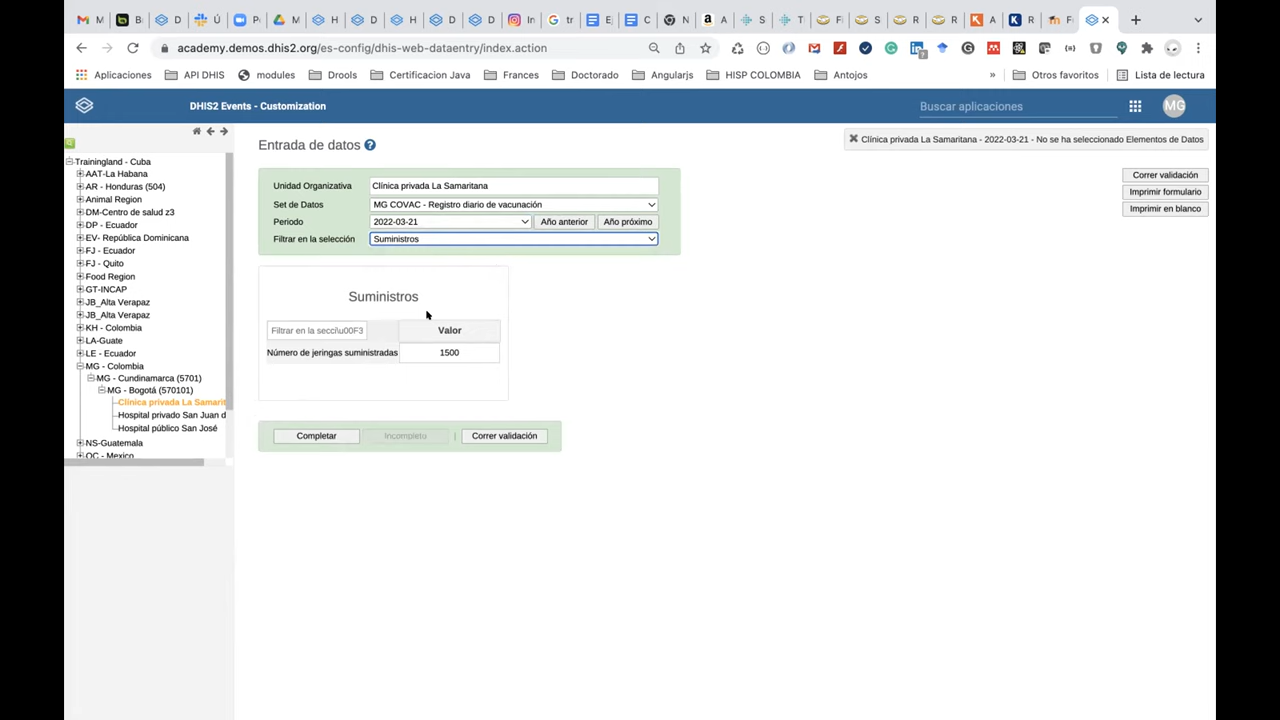 M
B
D
S
D
P
M
H
D
H
D
D
In
tr
E
C
N
A
S
T
F
S
R
R
A
R
F
academy.demos.dhis2.org/es-config/dhis-web-dataentry/index.action
7
Aplicaciones
API DHIS
modules
Drools
Certificacion Java
Frances
Doctorado
Angularjs
HISP COLOMBIA
Antojos
»
Otros favoritos
Lista de lectura
DHIS2 Events - Customization
Buscar aplicaciones
MG
Trainingland - Cuba
AAT-La Habana
AR - Honduras (504)
Animal Region
DM-Centro de salud z3
DP - Ecuador
EV- República Dominicana
FJ - Ecuador
FJ - Quito
Food Region
GT-INCAP
JB_Alta Verapaz
JB_Alta Verapaz
KH - Colombia
LA-Guate
LE - Ecuador
MG - Colombia
MG - Cundinamarca (5701)
MG - Bogotá (570101)
Clínica privada La Samarit
Hospital privado San Juan d
Hospital público San José
NS-Guatemala
OC - Mexico
Entrada de datos
Clínica privada La Samaritana - 2022-03-21 - No se ha seleccionado Elementos de Datos
Unidad Organizativa Clínica privada La Samaritana
Set de Datos MG COVAC - Registro diario de vacunación
Periodo 2022-03-21 Año anterior Año próximo
Filtrar en la selección Suministros
Correr validación
Imprimir formulario
Imprimir en blanco
Suministros
Filtrar en la secci\u00F3 Valor
Número de jeringas suministradas 1500
Completar Incompleto | Correr validación